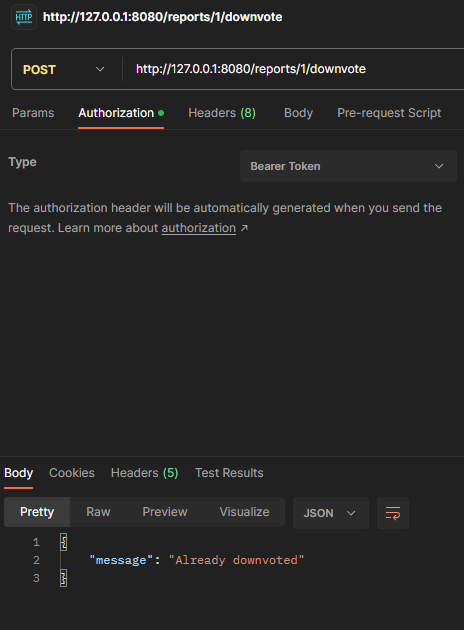 HTTP http://127.0.0.1:8080/reports/1/downvote
POST http://127.0.0.1:8080/reports/1/downvote
Params Authorization Headers (8) Body Pre-request Script
Type Bearer Token
The authorization header will be automatically generated when you send the
request. Learn more about authorization ↗
Body Cookies Headers (5) Test Results
Pretty Raw Preview Visualize JSON
1 {
2 "message": "Already downvoted"
3 }